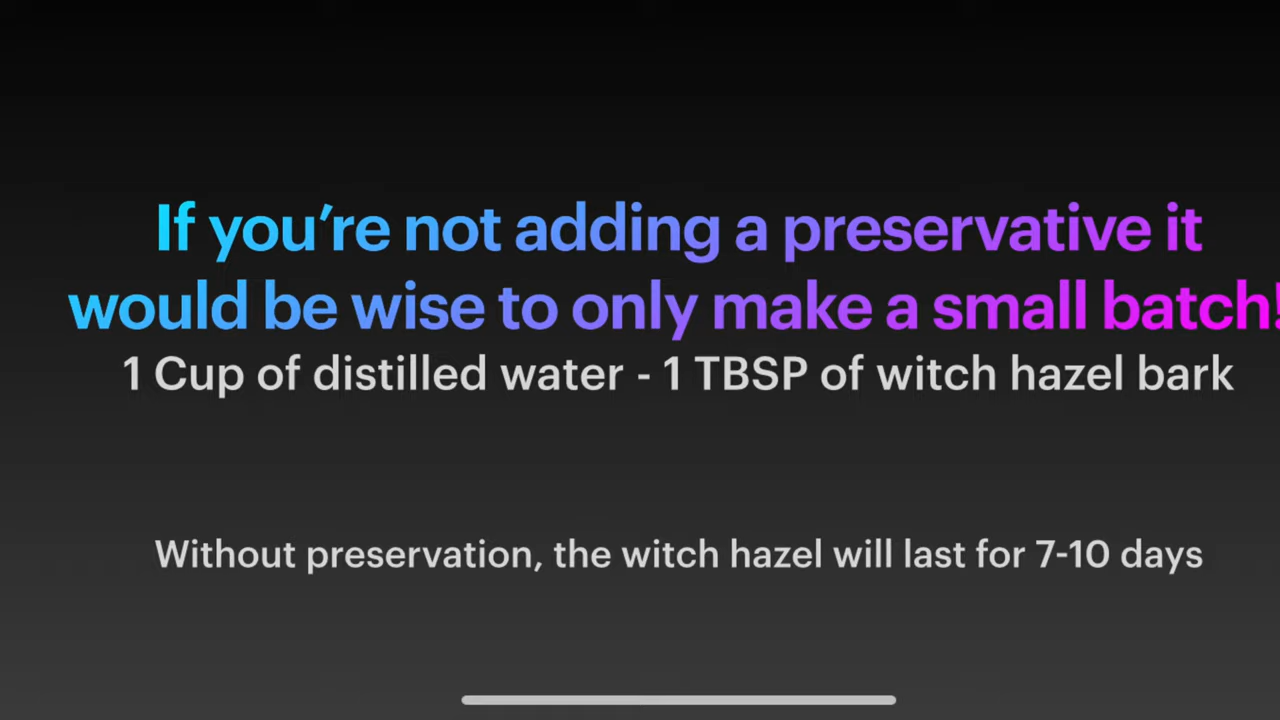 If you’re not adding a preservative it
would be wise to only make a small batch!
1 Cup of distilled water - 1 TBSP of witch hazel bark
Without preservation, the witch hazel will last for 7-10 days